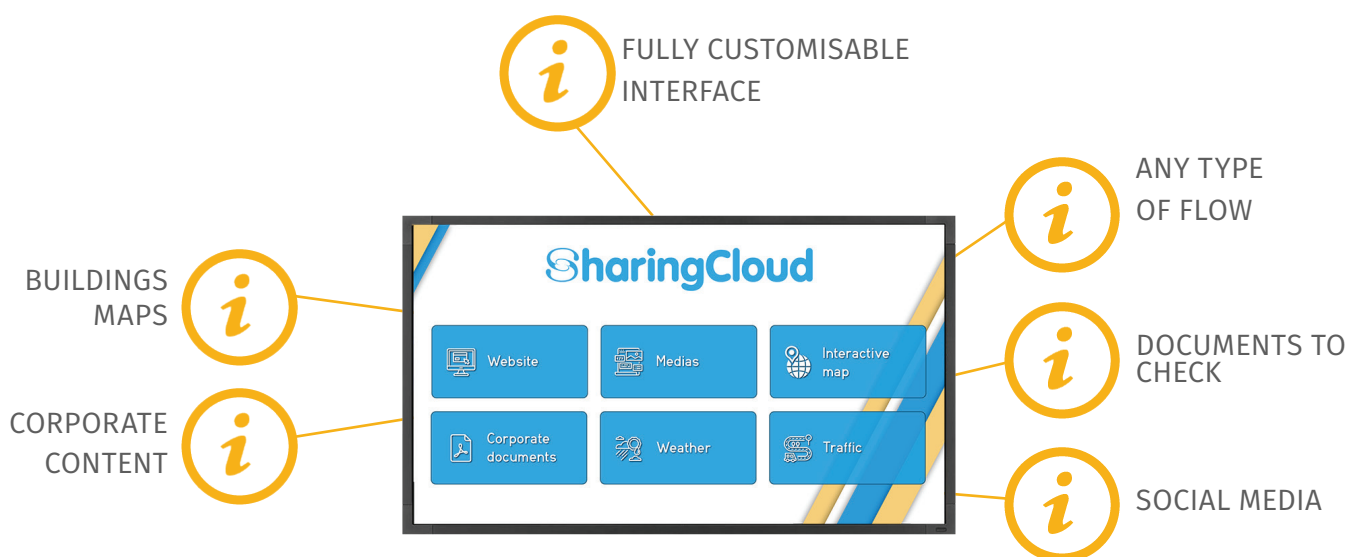 FULLY CUSTOMISABLE
INTERFACE
ANY TYPE
OF FLOW
BUILDINGS
MAPS
SharingCloud
DOCUMENTS TO
CHECK
Website
Medias
Interactive
map
CORPORATE
CONTENT
Corporate
documents
Weather
Traffic
SOCIAL MEDIA